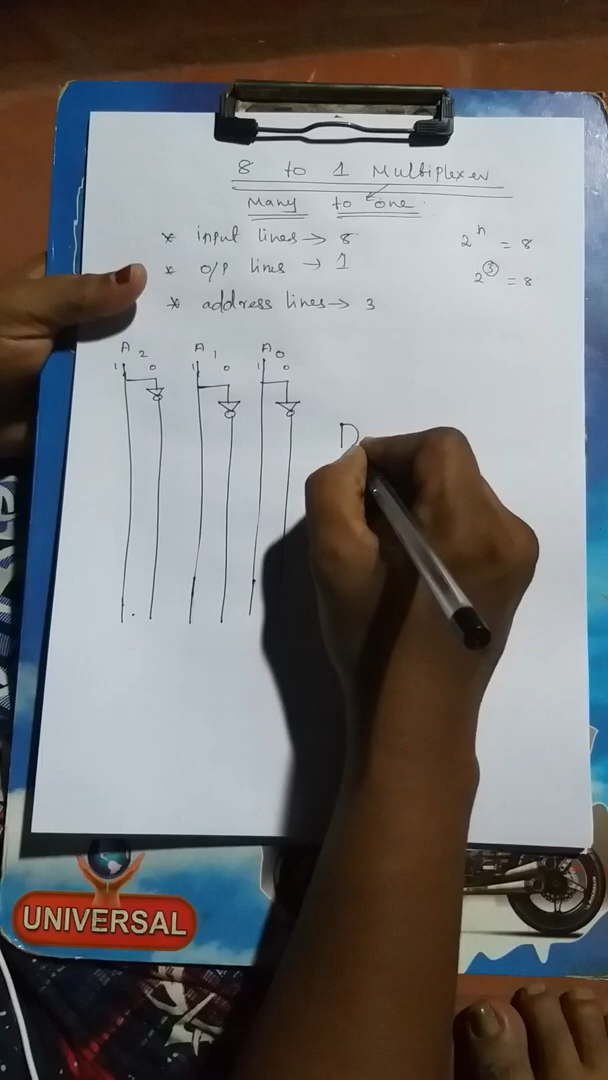 8 to 1 Multiplexer
Many to one
* input lines → 8
2^n = 8
* O/P lines → 1
2^3 = 8
* address lines → 3
A2 A1 A0
1 0 1 0 1 0
D
UNIVERSAL